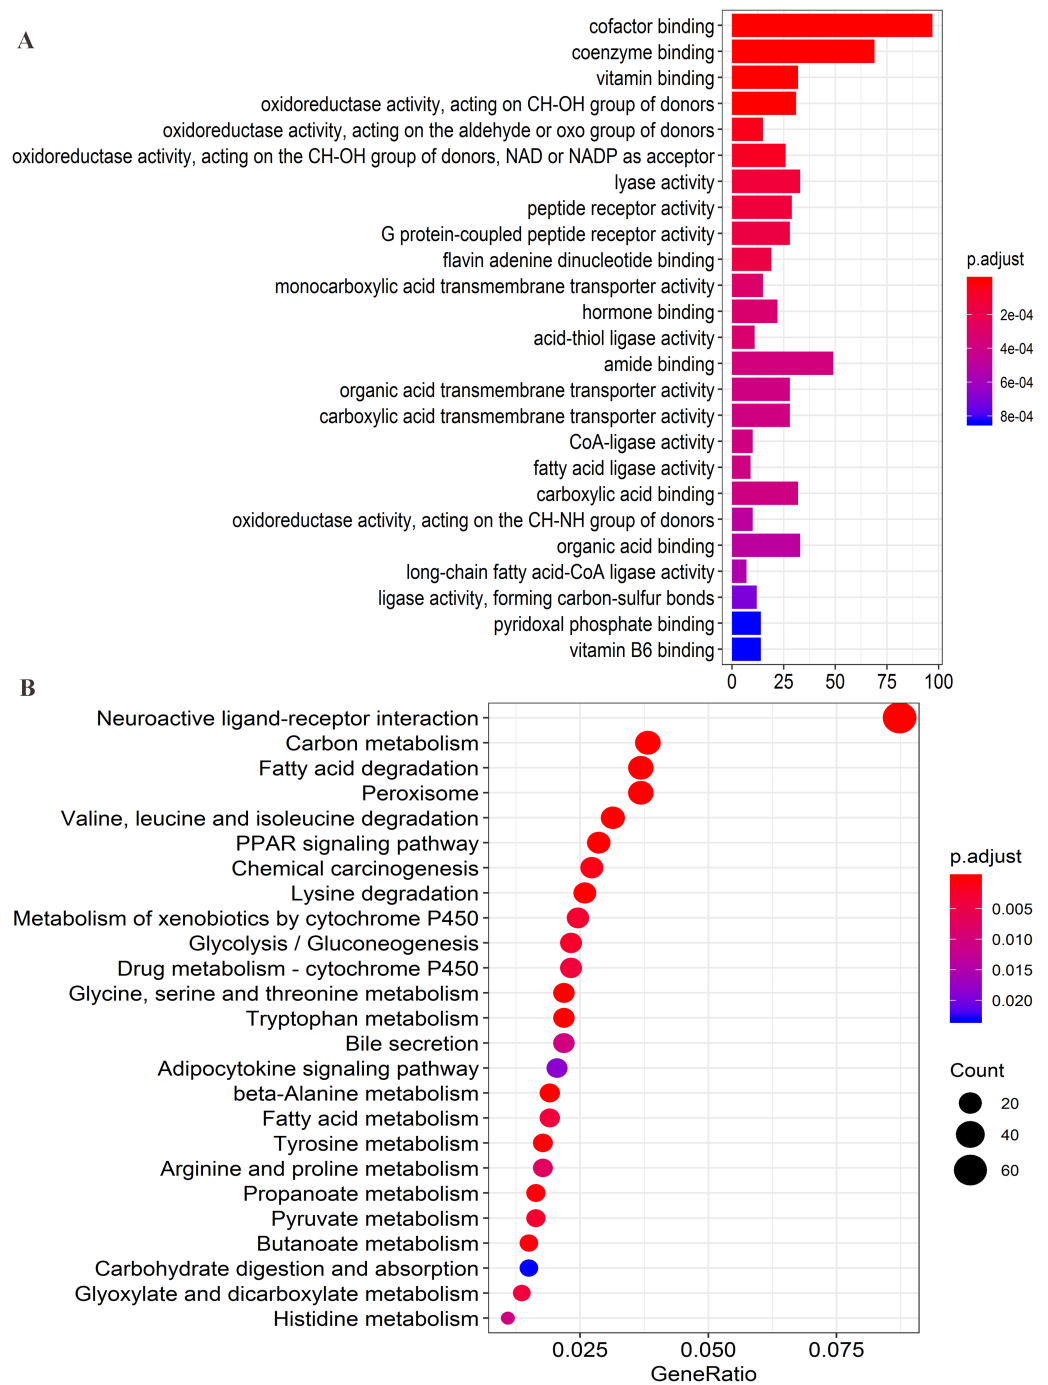 A
cofactor binding
coenzyme binding
vitamin binding
oxidoreductase activity, acting on CH-OH group of donors
oxidoreductase activity, acting on the aldehyde or oxo group of donors
oxidoreductase activity, acting on the CH-OH group of donors, NAD or NADP as acceptor
lyase activity
peptide receptor activity
G protein-coupled peptide receptor activity
flavin adenine dinucleotide binding
monocarboxylic acid transmembrane transporter activity
hormone binding
acid-thiol ligase activity
amide binding
organic acid transmembrane transporter activity
carboxylic acid transmembrane transporter activity
CoA-ligase activity
fatty acid ligase activity
carboxylic acid binding
oxidoreductase activity, acting on the CH-NH group of donors
organic acid binding
long-chain fatty acid-CoA ligase activity
ligase activity, forming carbon-sulfur bonds
pyridoxal phosphate binding
vitamin B6 binding
0 25 50 75 100
p.adjust
2e-04
4e-04
6e-04
8e-04
B
Neuroactive ligand-receptor interaction
Carbon metabolism
Fatty acid degradation
Peroxisome
Valine, leucine and isoleucine degradation
PPAR signaling pathway
Chemical carcinogenesis
Lysine degradation
Metabolism of xenobiotics by cytochrome P450
Glycolysis / Gluconeogenesis
Drug metabolism - cytochrome P450
Glycine, serine and threonine metabolism
Tryptophan metabolism
Bile secretion
Adipocytokine signaling pathway
beta-Alanine metabolism
Fatty acid metabolism
Tyrosine metabolism
Arginine and proline metabolism
Propanoate metabolism
Pyruvate metabolism
Butanoate metabolism
Carbohydrate digestion and absorption
Glyoxylate and dicarboxylate metabolism
Histidine metabolism
0.025 0.050 0.075
GeneRatio
p.adjust
0.005
0.010
0.015
0.020
Count
20
40
60